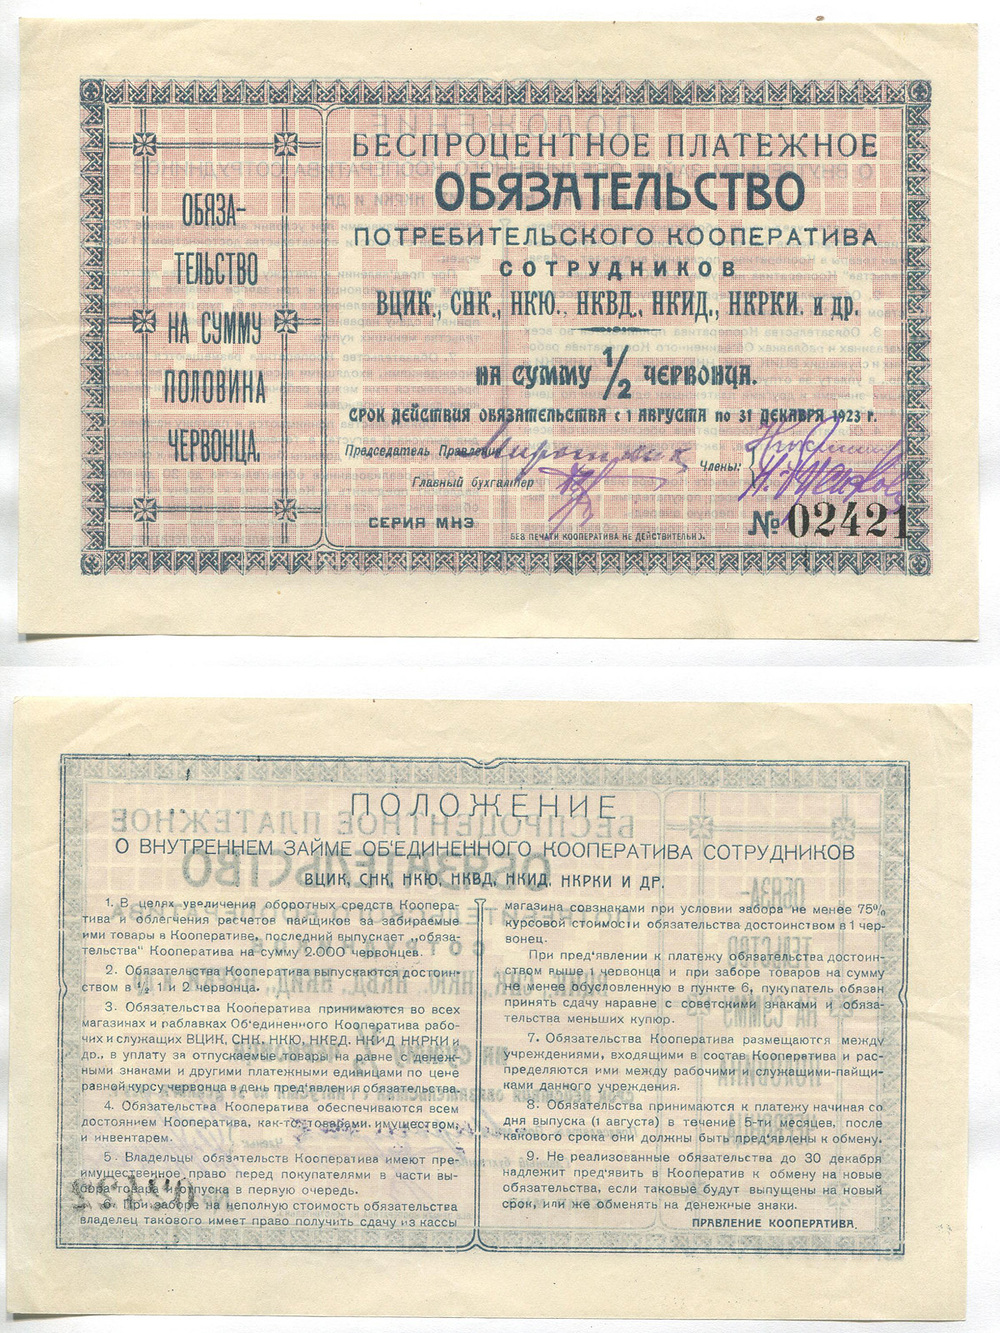 ОБЯЗА-
ТЕЛЬСТВО
НА СУММУ
ПОЛОВИНА
ЧЕРВОНЦА.
БЕСПРОЦЕНТНОЕ ПЛАТЕЖНОЕ
ОБЯЗАТЕЛЬСТВО
ПОТРЕБИТЕЛЬСКОГО КООПЕРАТИВА
СОТРУДНИКОВ
ВЦИК., СНК., НКЮ., НКВД., НКИД., НКРКИ. и др.
НА СУММУ 1/2 ЧЕРВОНЦА.
СРОК ДЕЙСТВИЯ ОБЯЗАТЕЛЬСТВА с 1 АВГУСТА по 31 ДЕКАБРЯ 1923 г.
Председатель Правления
Члены:
Главный бухгалтер
СЕРИЯ МНЭ
№ 02421
БЕЗ ПЕЧАТИ КООПЕРАТИВА НЕ ДЕЙСТВИТЕЛЬНО.
ПОЛОЖЕНИЕ
О ВНУТРЕННЕМ ЗАЙМЕ ОБ'ЕДИНЕННОГО КООПЕРАТИВА СОТРУДНИКОВ
ВЦИК, СНК, НКЮ, НКВД, НКИД, НКРКИ И ДР.
1. В целях увеличения оборотных средств Коопера-
тива и облегчения расчетов пайщиков за забираемые
ими товары в Кооперативе, последний выпускает „обяза-
тельства" Кооператива на сумму 2.000 червонцев.
2. Обязательства Кооператива выпускаются достоин-
ством в ½ 1 и 2 червонца.
3. Обязательства Кооператива принимаются во всех
магазинах и раблавках Об'единенного Кооператива рабо-
чих и служащих ВЦИК, СНК, НКЮ, НКВД, НКИД НКРКИ и
др., в уплату за отпускаемые товары на равне с денеж-
ными знаками и другими платежными единицами по цене
равной курсу червонца в день пред'явления обязательства.
4. Обязательства Кооператива обеспечиваются всем
достоянием Кооператива, как-то: товарами, имуществом,
и инвентарем.
5. Владельцы обязательств Кооператива имеют пре-
имущественное право перед покупателями в части вы-
бора товара и отпуска в первую очередь.
6. При заборе на неполную стоимость обязательства
владелец такового имеет право получить сдачу из кассы
магазина совзнаками при условии забора не менее 75%
курсовой стоимости обязательства достоинством в 1 чер-
вонец.
При пред'явлении к платежу обязательства достоин-
ством выше 1 червонца и при заборе товаров на сумму
не менее обусловленную в пункте 6, пукупатель обязан
принять сдачу наравне с советскими знаками и обяза-
тельства меньших купюр.
7. Обязательства Кооператива размещаются между
учреждениями, входящими в состав Кооператива и рас-
пределяются ими между рабочими и служащими-пайщи-
ками данного учреждения.
8. Обязательства принимаются к платежу начиная со
дня выпуска (1 августа) в течение 5-ти месяцев, после
какового срока они должны быть пред'явлены к обмену.
9. Не реализованные обязательства до 30 декабря
надлежит пред'явить в Кооператив к обмену на новые
обязательства, если таковые будут выпущены на новый
срок, или же обменять на денежные знаки.
ПРАВЛЕНИЕ КООПЕРАТИВА.